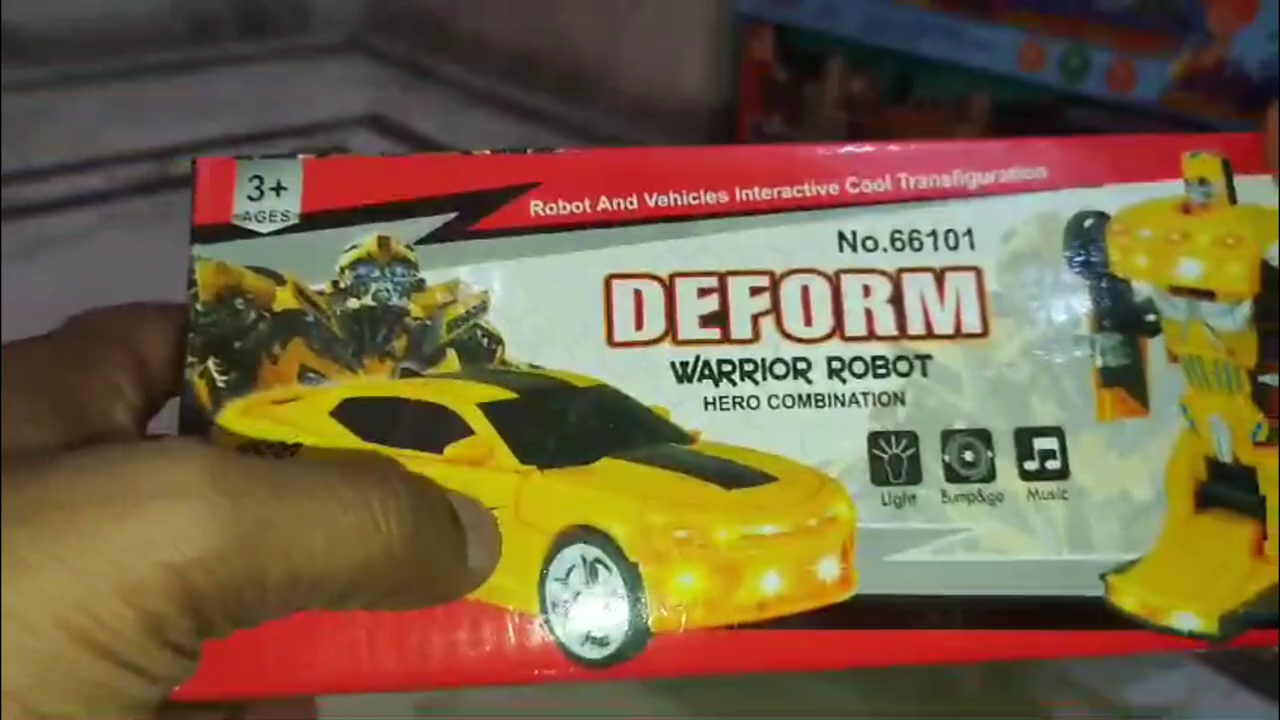 3+
AGES
Robot And Vehicles Interactive Cool Transfiguration
No.66101
DEFORM
WARRIOR ROBOT
HERO COMBINATION
Light
Bump&go
Music